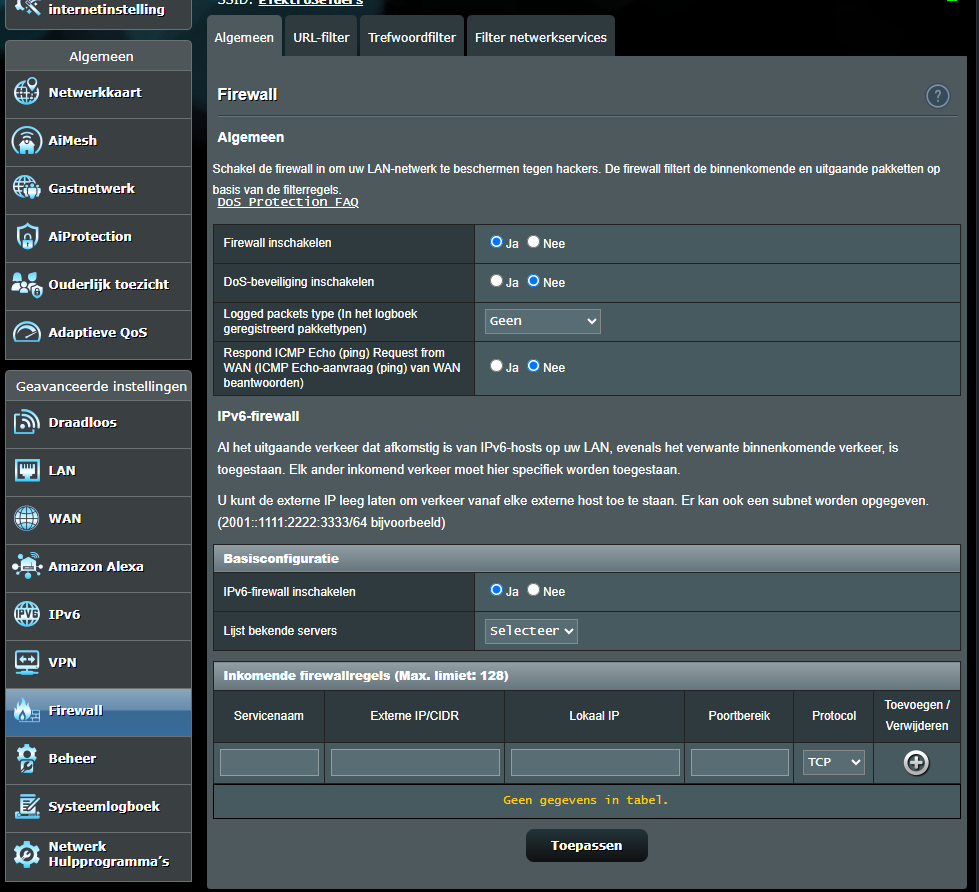 internetinstelling
SSID: ElektroSelders
Algemeen
Netwerkkaart
AiMesh
Gastnetwerk
AiProtection
Ouderlijk toezicht
Adaptieve QoS
Geavanceerde instellingen
Draadloos
LAN
WAN
Amazon Alexa
IPv6
VPN
Firewall
Beheer
Systeemlogboek
Netwerk
Hulpprogramma's
Algemeen URL-filter Trefwoordfilter Filter netwerkservices
Firewall
?
Algemeen
Schakel de firewall in om uw LAN-netwerk te beschermen tegen hackers. De firewall filtert de binnenkomende en uitgaande pakketten op
basis van de filterregels.
DoS Protection FAQ
Firewall inschakelen Ja Nee
DoS-beveiliging inschakelen Ja Nee
Logged packets type (In het logboek
geregistreerd pakkettypen) Geen
Respond ICMP Echo (ping) Request from
WAN (ICMP Echo-aanvraag (ping) van WAN Ja Nee
beantwoorden)
IPv6-firewall
Al het uitgaande verkeer dat afkomstig is van IPv6-hosts op uw LAN, evenals het verwante binnenkomende verkeer, is
toegestaan. Elk ander inkomend verkeer moet hier specifiek worden toegestaan.
U kunt de externe IP leeg laten om verkeer vanaf elke externe host toe te staan. Er kan ook een subnet worden opgegeven.
(2001::1111:2222:3333/64 bijvoorbeeld)
Basisconfiguratie
IPv6-firewall inschakelen Ja Nee
Lijst bekende servers Selecteer
Inkomende firewallregels (Max. limiet: 128)
Servicenaam Externe IP/CIDR Lokaal IP Poortbereik Protocol Toevoegen /
Verwijderen
TCP
Geen gegevens in tabel.
Toepassen